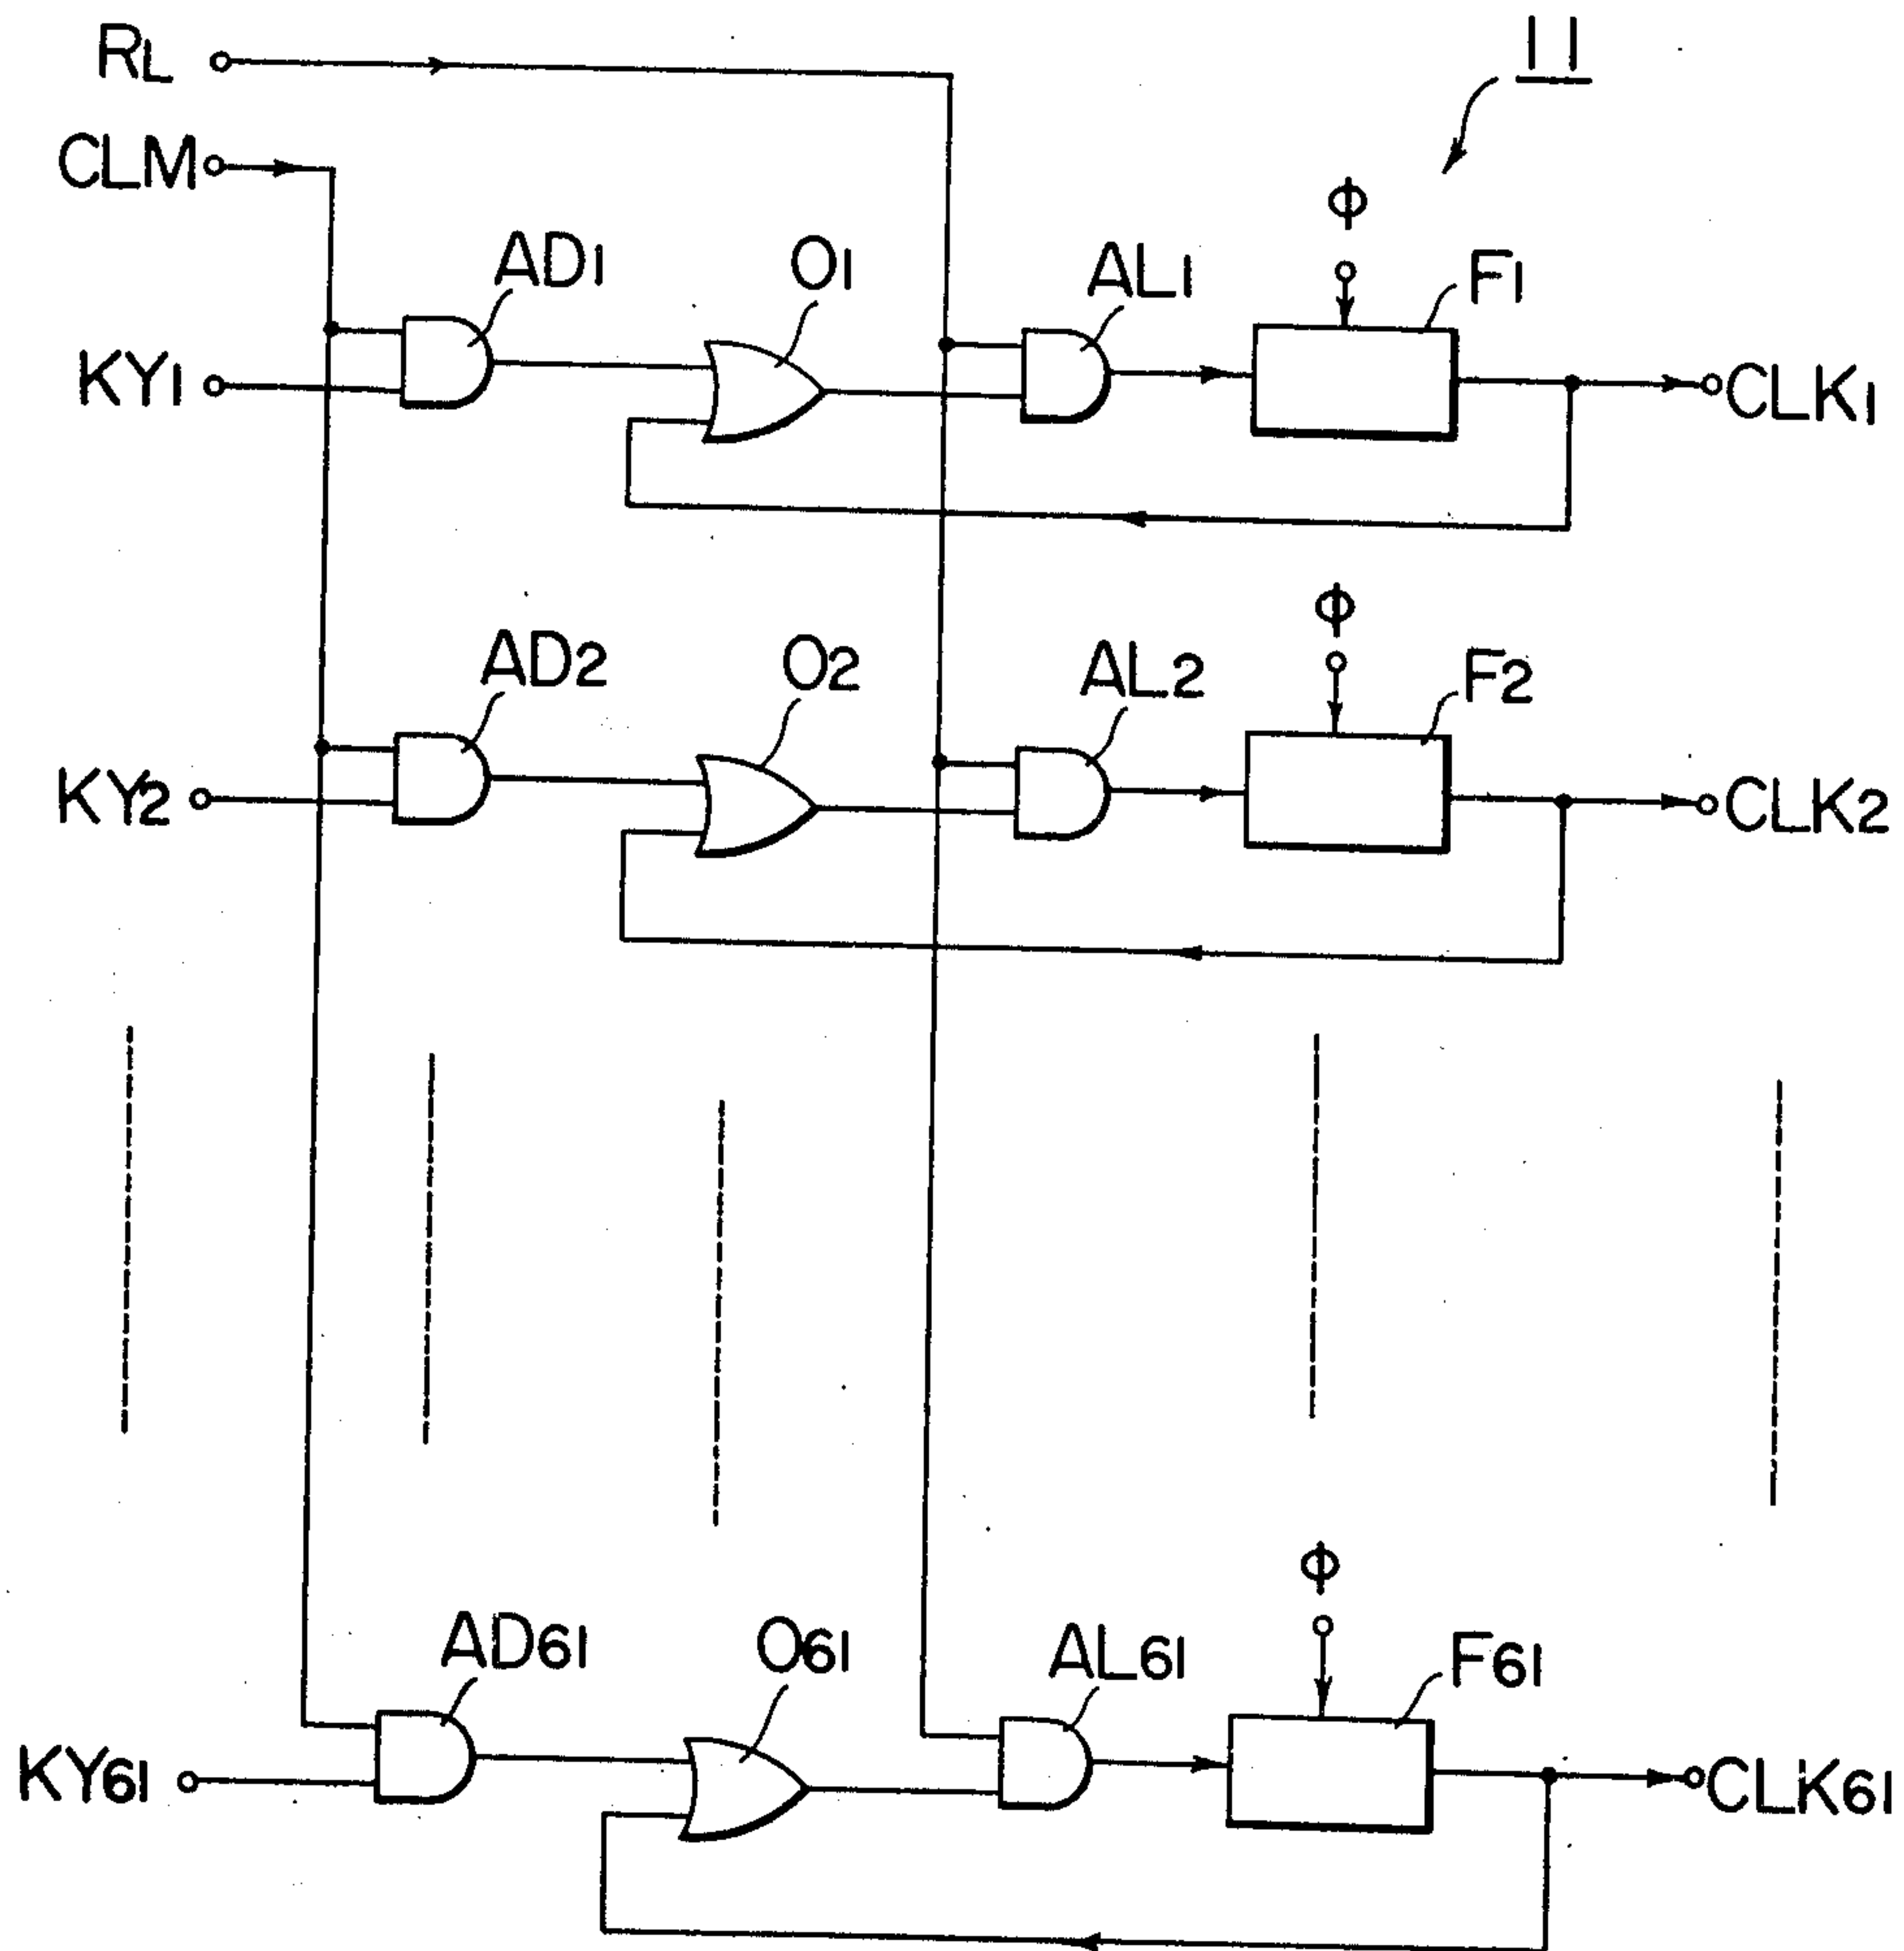 RL
11
CLM
φ
AD1
O1
AL1
F1
KY1
CLK1
φ
AD2
O2
AL2
F2
KY2
CLK2
φ
AD61
O61
AL61
F61
KY61
CLK61